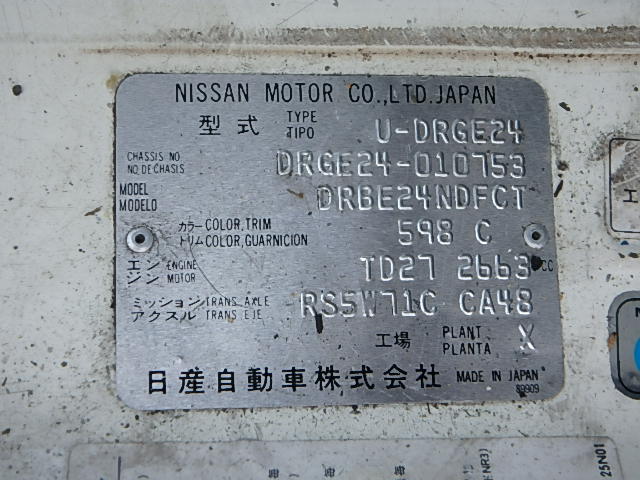 NISSAN MOTOR CO.,LTD.JAPAN
型式 TYPE TIPO U-DRGE24
CHASSIS NO NO.DE CHASIS DRGE24-010753
MODEL MODELO DRBE24NDFCT
カラー COLOR,TRIM
トリム COLOR,GUARNICION 598 C
エンジン ENGINE MOTOR TD27 2663 CC
ミッション TRANS.AXLE
アクスル TRANS.EJE RS5W71C CA48
工場 PLANT PLANTA X
日産自動車株式会社 MADE IN JAPAN
89909
25N01